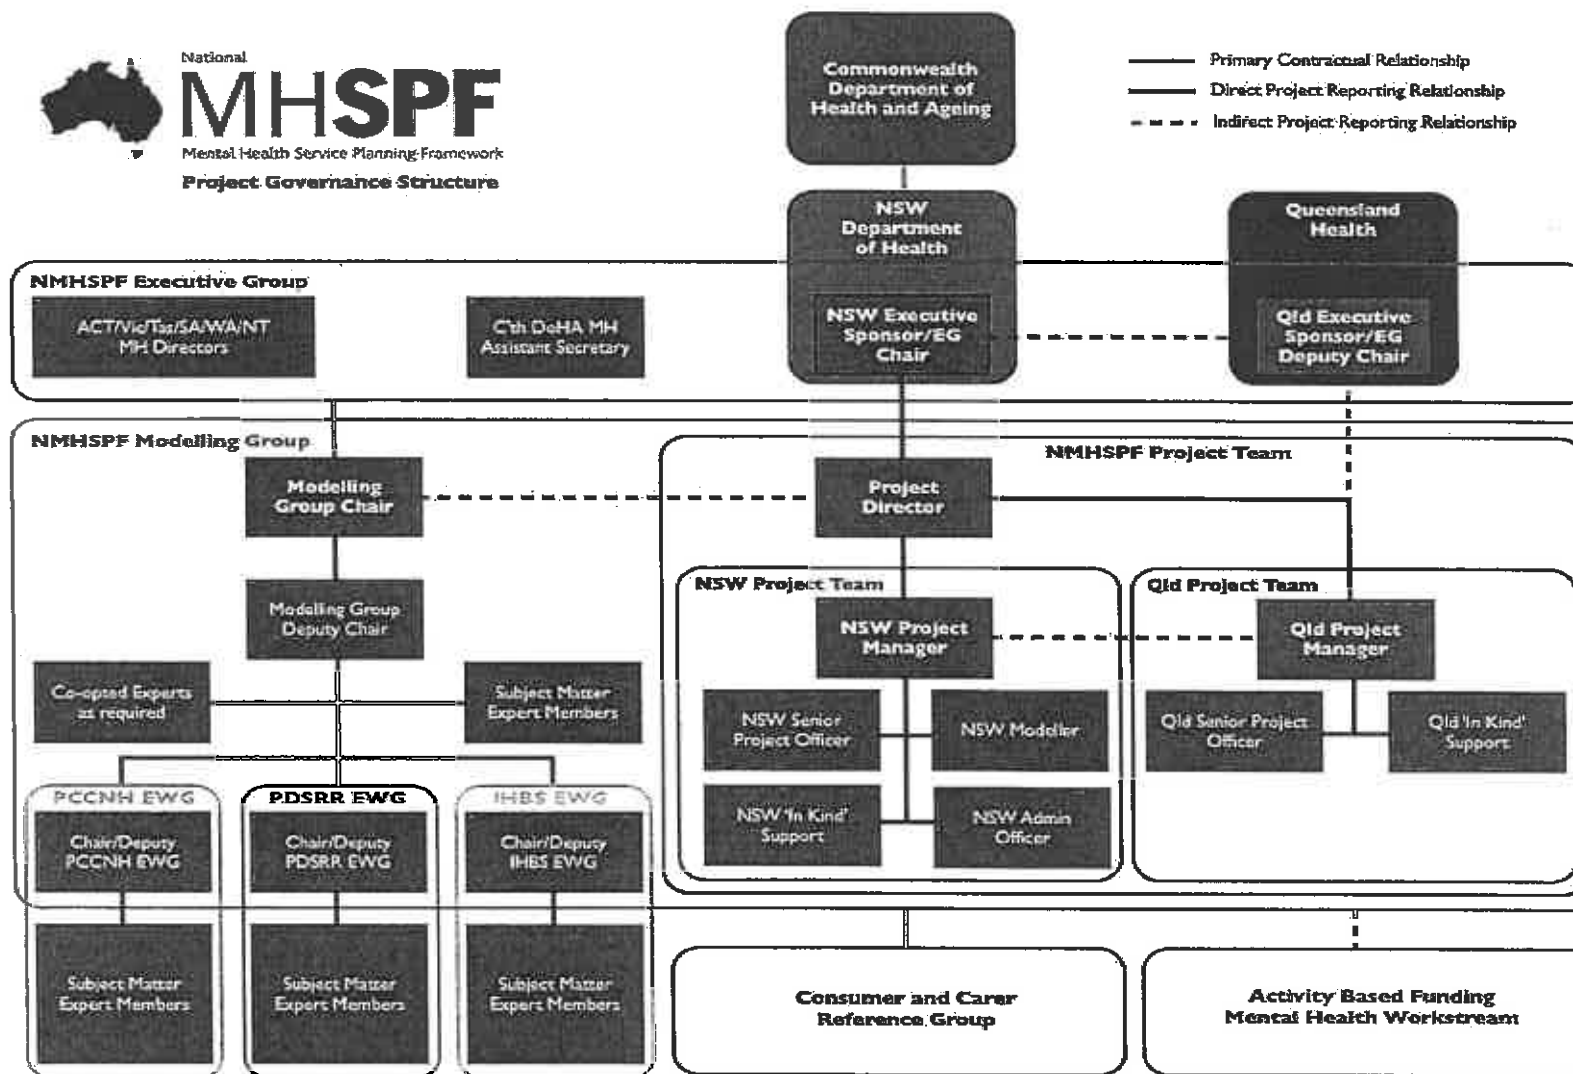 National
MHSPF
Mental Health Service Planning Framework
Project Governance Structure
Commonwealth
Department of
Health and Ageing
Primary Contractual Relationship
Direct Project Reporting Relationship
Indirect Project Reporting Relationship
NSW
Department
of Health
Queensland
Health
NMHSPF Executive Group
ACT/Vic/Tas/SA/WA/NT
MH Directors
C'th DoHA MH
Assistant Secretary
NSW Executive
Sponsor/EG
Chair
Qld Executive
Sponsor/EG
Deputy Chair
NMHSPF Modelling Group
NMHSPF Project Team
Modelling
Group Chair
Project
Director
Modelling Group
Deputy Chair
NSW Project Team
Qld Project Team
NSW Project
Manager
Qld Project
Manager
Co-opted Experts
as required
Subject Matter
Expert Members
NSW Senior
Project Officer
NSW Modeller
Qld Senior Project
Officer
Qld 'In Kind'
Support
PCCNH EWG
PDSRR EWG
IHBS EWG
NSW 'In Kind'
Support
NSW Admin
Officer
Chair/Deputy
PCCNH EWG
Chair/Deputy
PDSRR EWG
Chair/Deputy
IHBS EWG
Subject Matter
Expert Members
Subject Matter
Expert Members
Subject Matter
Expert Members
Consumer and Carer
Reference Group
Activity Based Funding
Mental Health Workstream